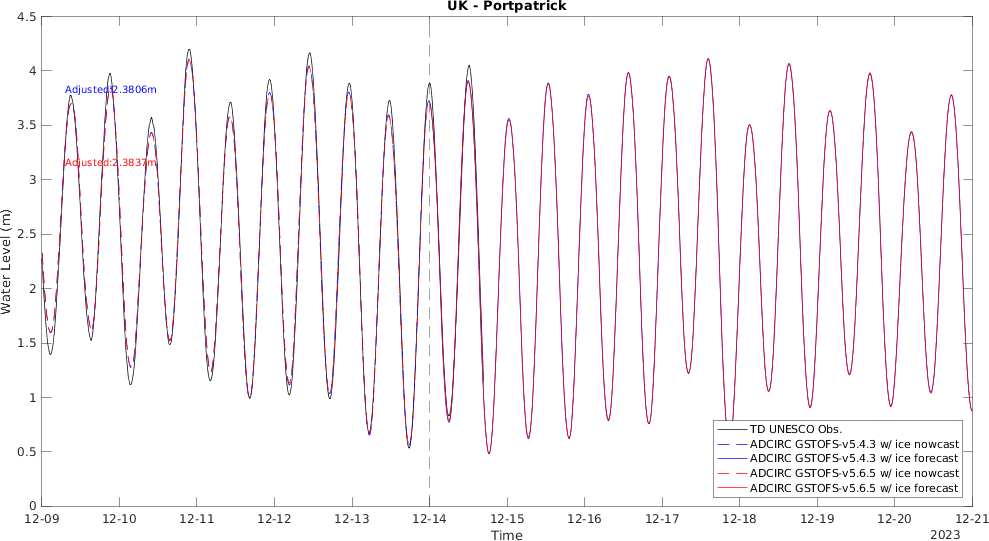 UK - Portpatrick
4.5
4
3.5
3
2.5
2
1.5
1
0.5
0
Water Level (m)
Adjusted:2.3806m
Adjusted:2.3837m
TD UNESCO Obs.
ADCIRC GSTOFS-v5.4.3 w/ ice nowcast
ADCIRC GSTOFS-v5.4.3 w/ ice forecast
ADCIRC GSTOFS-v5.6.5 w/ ice nowcast
ADCIRC GSTOFS-v5.6.5 w/ ice forecast
12-09 12-10 12-11 12-12 12-13 12-14 12-15 12-16 12-17 12-18 12-19 12-20 12-21
Time
2023